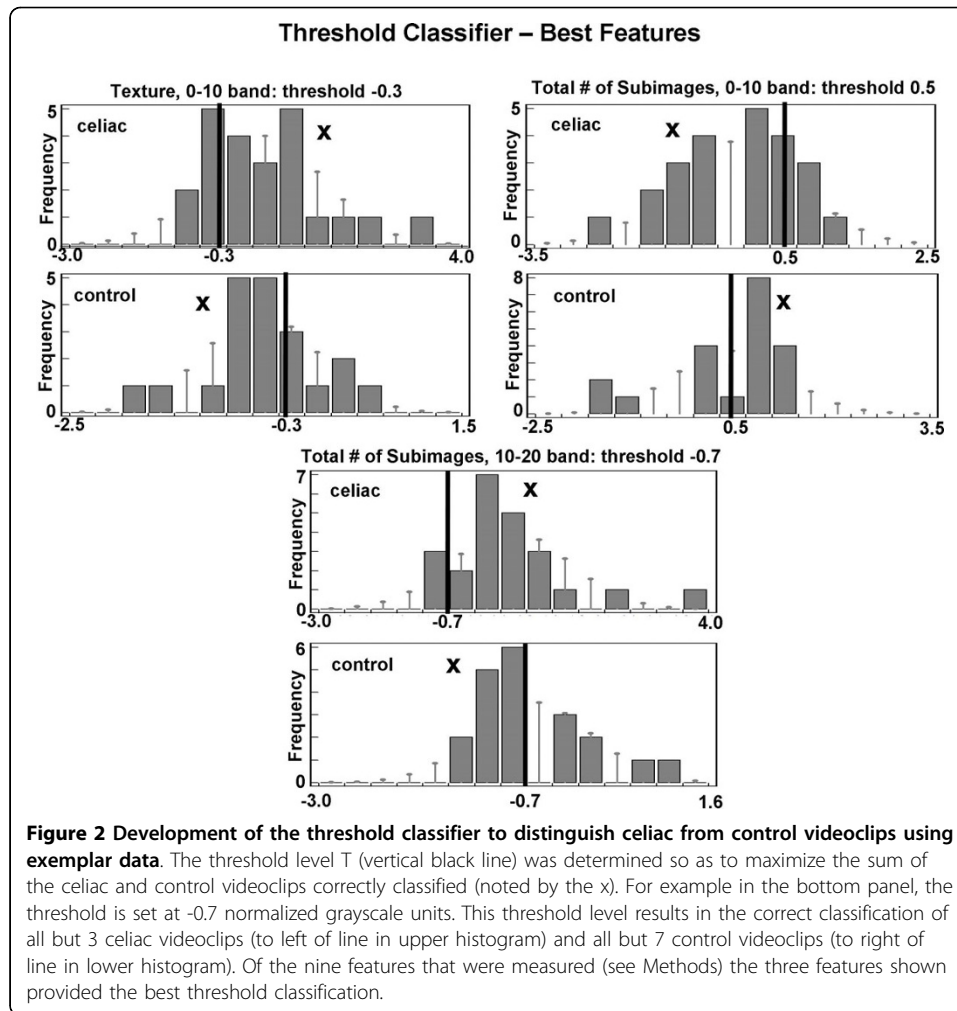 Threshold Classifier – Best Features
Texture, 0-10 band: threshold -0.3
5
celiac
x
Frequency
0
-0.3
4.0
5
control
x
Frequency
0
-2.5
-0.3
1.5
Total # of Subimages, 0-10 band: threshold 0.5
5
celiac
x
Frequency
0
-3.5
0.5
2.5
8
control
x
Frequency
0
-2.5
0.5
3.5
Total # of Subimages, 10-20 band: threshold -0.7
7
celiac
x
Frequency
0
-3.0
-0.7
4.0
6
control
x
Frequency
0
-3.0
-0.7
1.6
-3.0
Figure 2 Development of the threshold classifier to distinguish celiac from control videoclips using
exemplar data. The threshold level T (vertical black line) was determined so as to maximize the sum of
the celiac and control videoclips correctly classified (noted by the x). For example in the bottom panel, the
threshold is set at -0.7 normalized grayscale units. This threshold level results in the correct classification of
all but 3 celiac videoclips (to left of line in upper histogram) and all but 7 control videoclips (to right of
line in lower histogram). Of the nine features that were measured (see Methods) the three features shown
provided the best threshold classification.